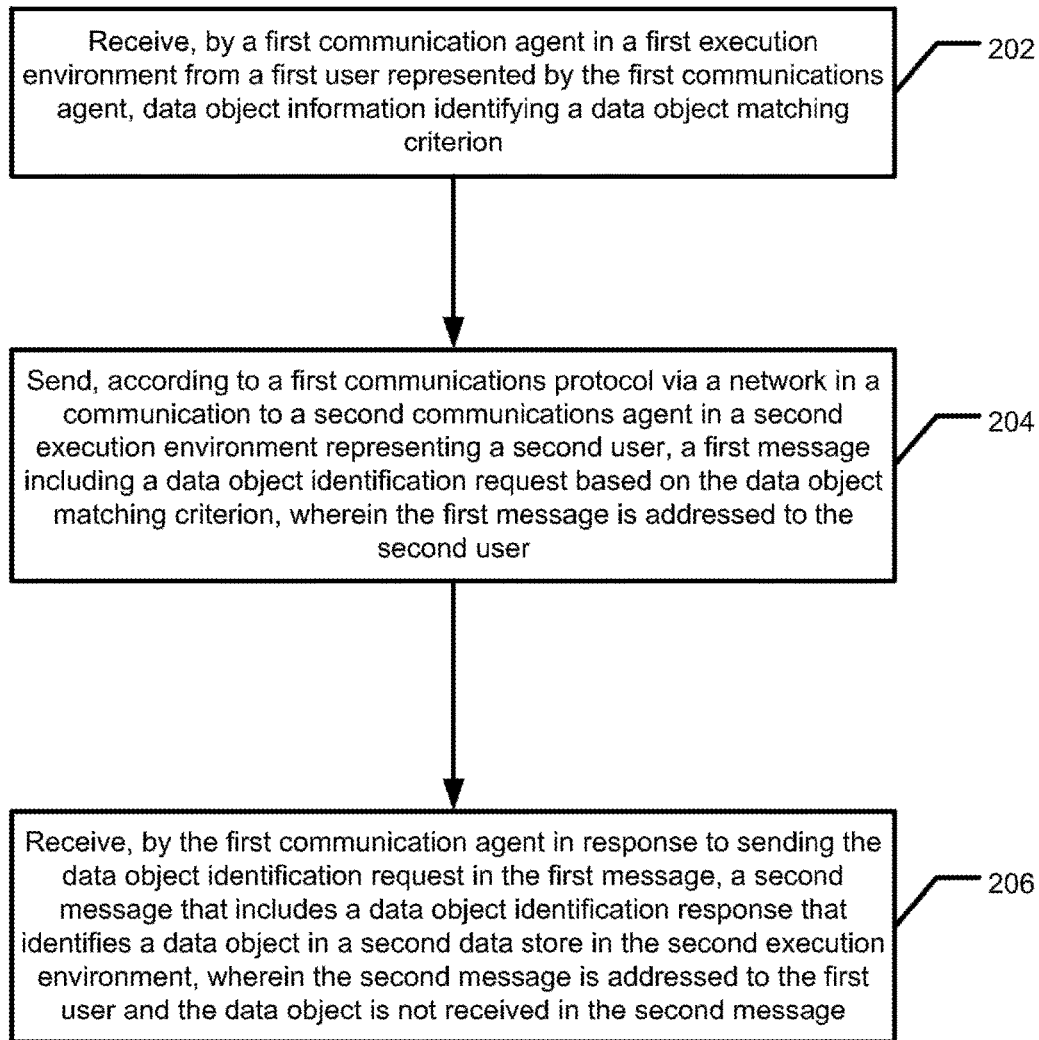 Receive, by a first communication agent in a first execution
environment from a first user represented by the first communications
agent, data object information identifying a data object matching
criterion
202
Send, according to a first communications protocol via a network in a
communication to a second communications agent in a second
execution environment representing a second user, a first message
including a data object identification request based on the data object
matching criterion, wherein the first message is addressed to the
second user
204
Receive, by the first communication agent in response to sending the
data object identification request in the first message, a second
message that includes a data object identification response that
identifies a data object in a second data store in the second execution
environment, wherein the second message is addressed to the first
user and the data object is not received in the second message
206